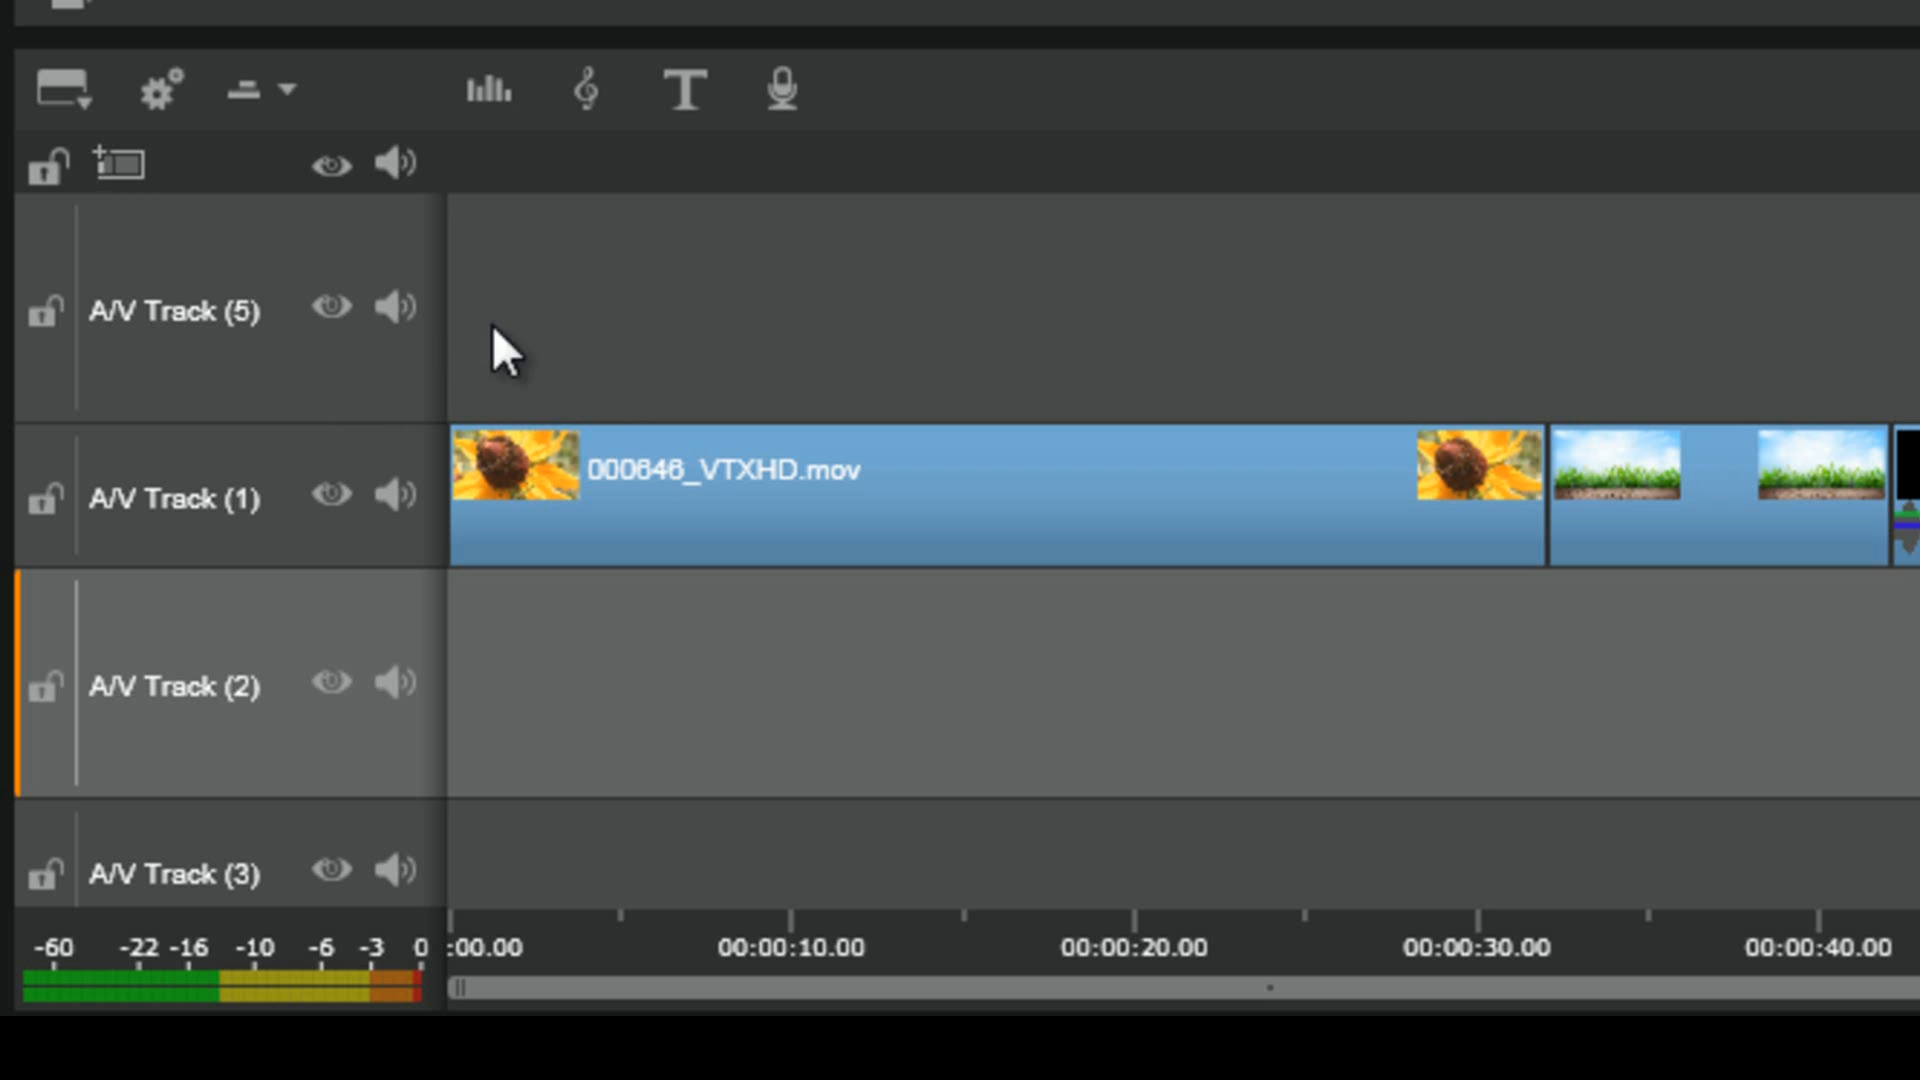 T
A/V Track (5)
A/V Track (1)
000646_VTXHD.mov
A/V Track (2)
A/V Track (3)
-60 -22 -16 -10 -6 -3 0
:00.00 00:00:10.00 00:00:20.00 00:00:30.00 00:00:40.00